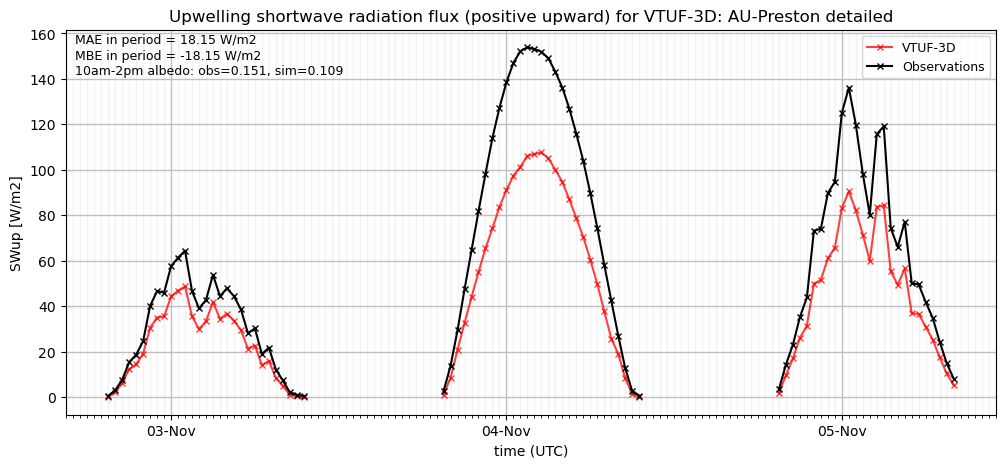 Upwelling shortwave radiation flux (positive upward) for VTUF-3D: AU-Preston detailed
MAE in period = 18.15 W/m2
MBE in period = -18.15 W/m2
10am-2pm albedo: obs=0.151, sim=0.109
VTUF-3D
Observations
SWup [W/m2]
160
140
120
100
80
60
40
20
0
03-Nov
04-Nov
05-Nov
time (UTC)